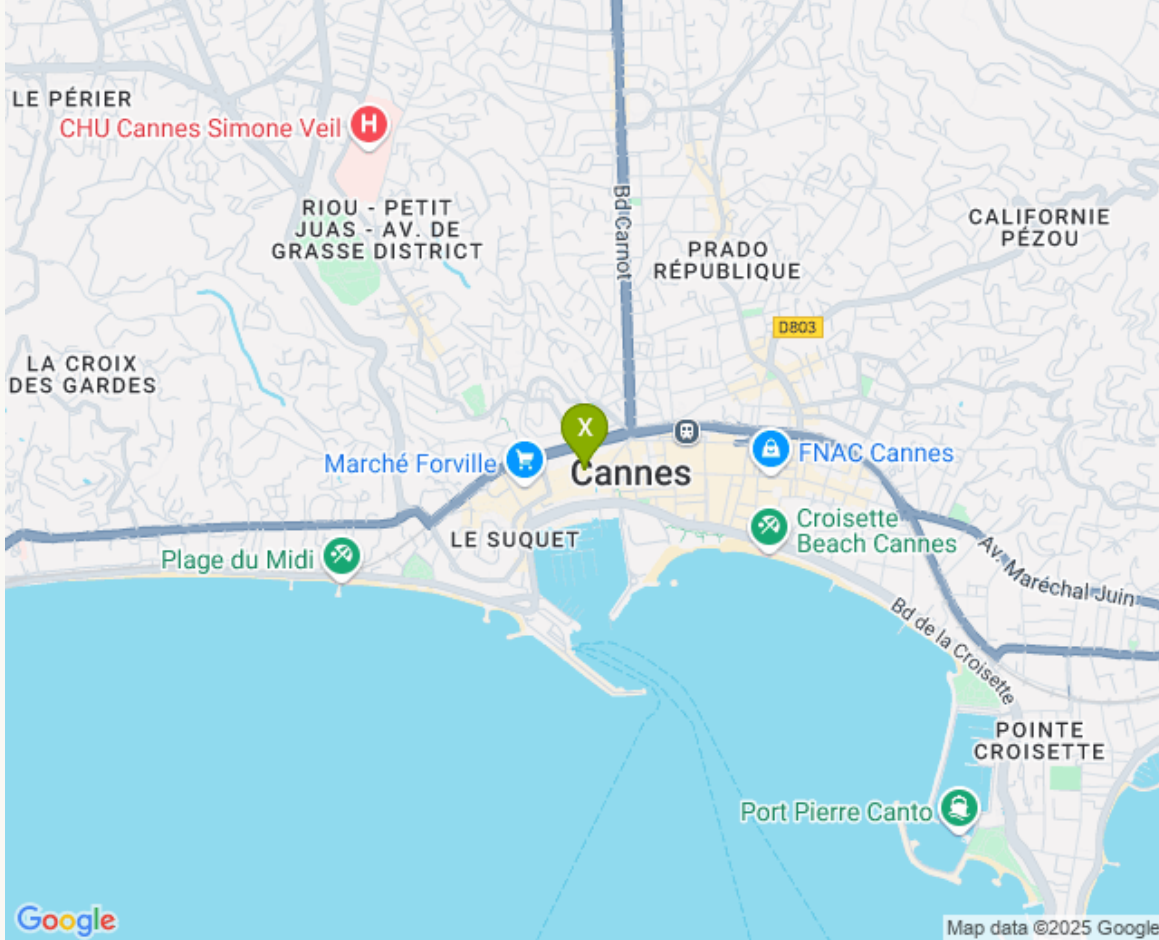 LE PÉRIER
CHU Cannes Simone Veil
H
RIOU - PETIT
JUAS - AV. DE
GRASSE DISTRICT
Bd Carnot
PRADO
RÉPUBLIQUE
CALIFORNIE
PÉZOU
D803
LA CROIX
DES GARDES
X
Marché Forville
Cannes
FNAC Cannes
LE SUQUET
Croisette
Beach Cannes
Plage du Midi
Av. Maréchal Juin
Bd de la Croisette
POINTE
CROISETTE
Port Pierre Canto
Google
Map data ©2025 Google